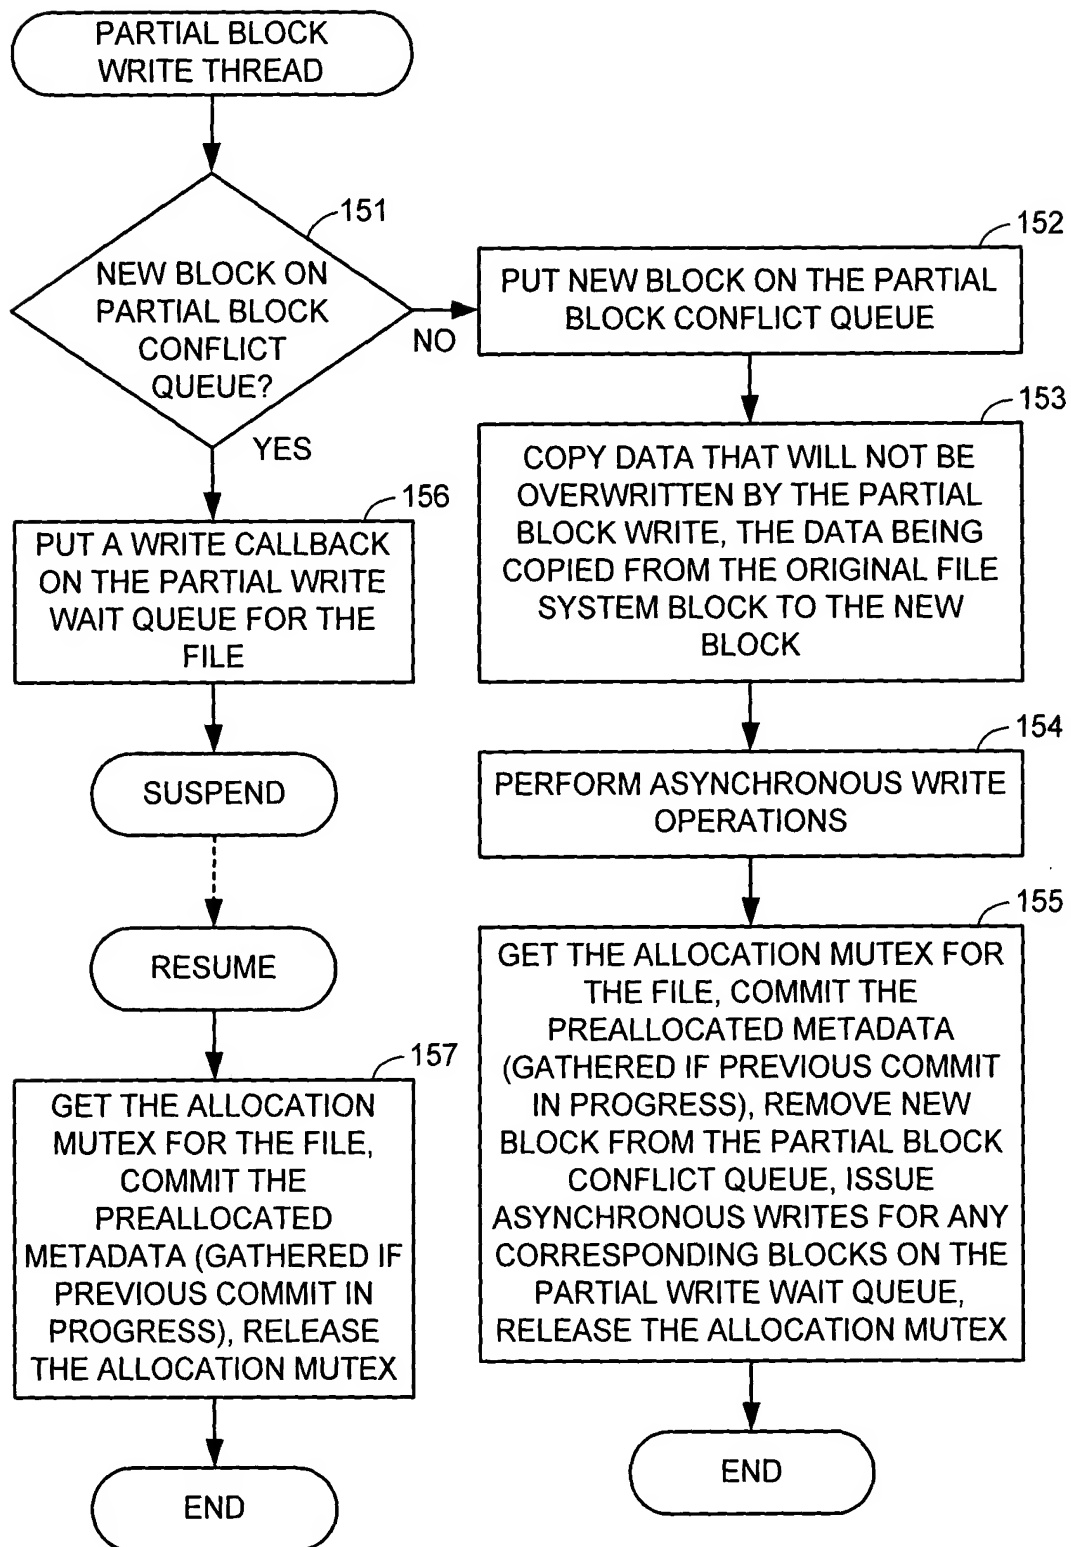 PARTIAL BLOCK
WRITE THREAD
151
NEW BLOCK ON
PARTIAL BLOCK
CONFLICT
QUEUE?
NO
YES
152
PUT NEW BLOCK ON THE PARTIAL
BLOCK CONFLICT QUEUE
153
COPY DATA THAT WILL NOT BE
OVERWRITTEN BY THE PARTIAL
BLOCK WRITE, THE DATA BEING
COPIED FROM THE ORIGINAL FILE
SYSTEM BLOCK TO THE NEW
BLOCK
154
PERFORM ASYNCHRONOUS WRITE
OPERATIONS
155
GET THE ALLOCATION MUTEX FOR
THE FILE, COMMIT THE
PREALLOCATED METADATA
(GATHERED IF PREVIOUS COMMIT
IN PROGRESS), REMOVE NEW
BLOCK FROM THE PARTIAL BLOCK
CONFLICT QUEUE, ISSUE
ASYNCHRONOUS WRITES FOR ANY
CORRESPONDING BLOCKS ON THE
PARTIAL WRITE WAIT QUEUE,
RELEASE THE ALLOCATION MUTEX
END
156
PUT A WRITE CALLBACK
ON THE PARTIAL WRITE
WAIT QUEUE FOR THE
FILE
SUSPEND
RESUME
157
GET THE ALLOCATION
MUTEX FOR THE FILE,
COMMIT THE
PREALLOCATED
METADATA (GATHERED IF
PREVIOUS COMMIT IN
PROGRESS), RELEASE
THE ALLOCATION MUTEX
END